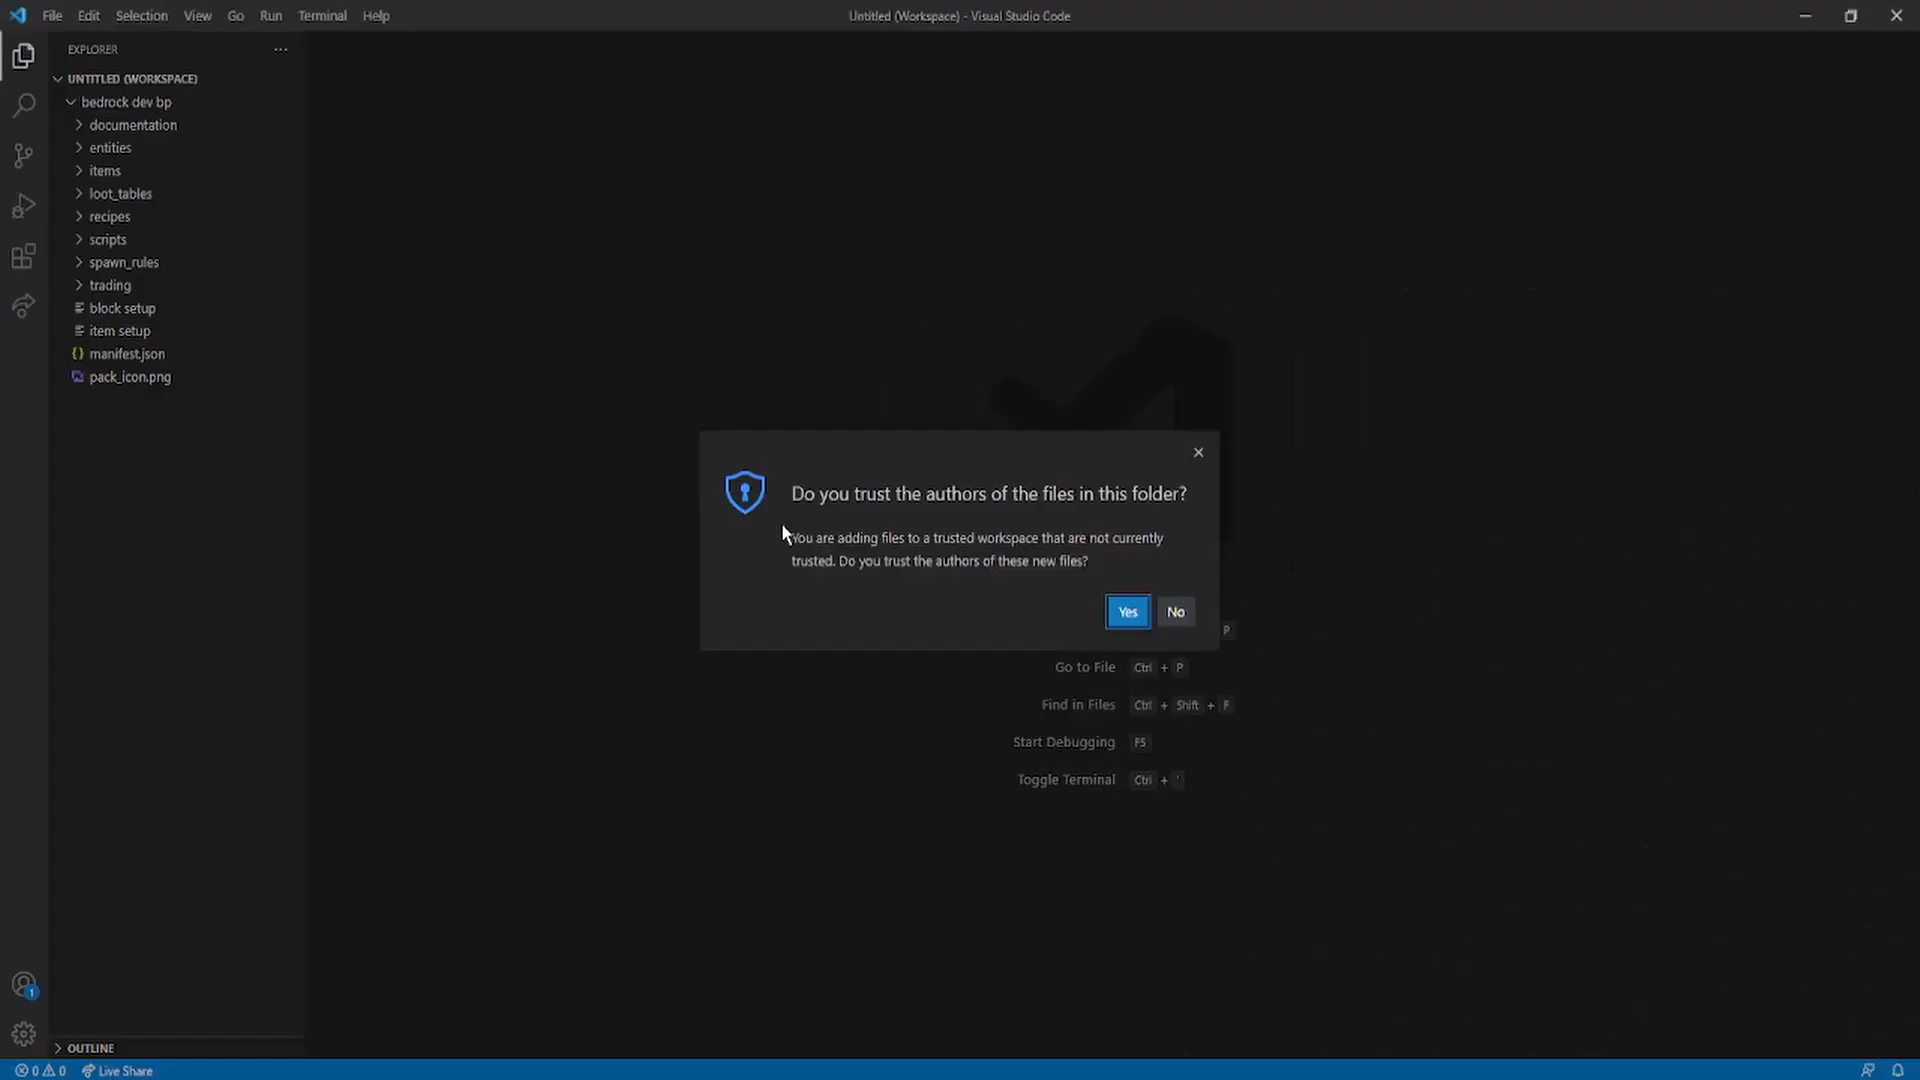 File Edit Selection View Go Run Terminal Help
Untitled (Workspace) - Visual Studio Code
EXPLORER
UNTITLED (WORKSPACE)
bedrock dev bp
documentation
entities
items
loot_tables
recipes
scripts
spawn_rules
trading
block setup
item setup
manifest.json
pack_icon.png
Do you trust the authors of the files in this folder?
You are adding files to a trusted workspace that are not currently
trusted. Do you trust the authors of these new files?
Yes No
P
Go to File Ctrl + P
Find in Files Ctrl + Shift + F
Start Debugging F5
Toggle Terminal Ctrl + `
1
OUTLINE
0 0 Live Share